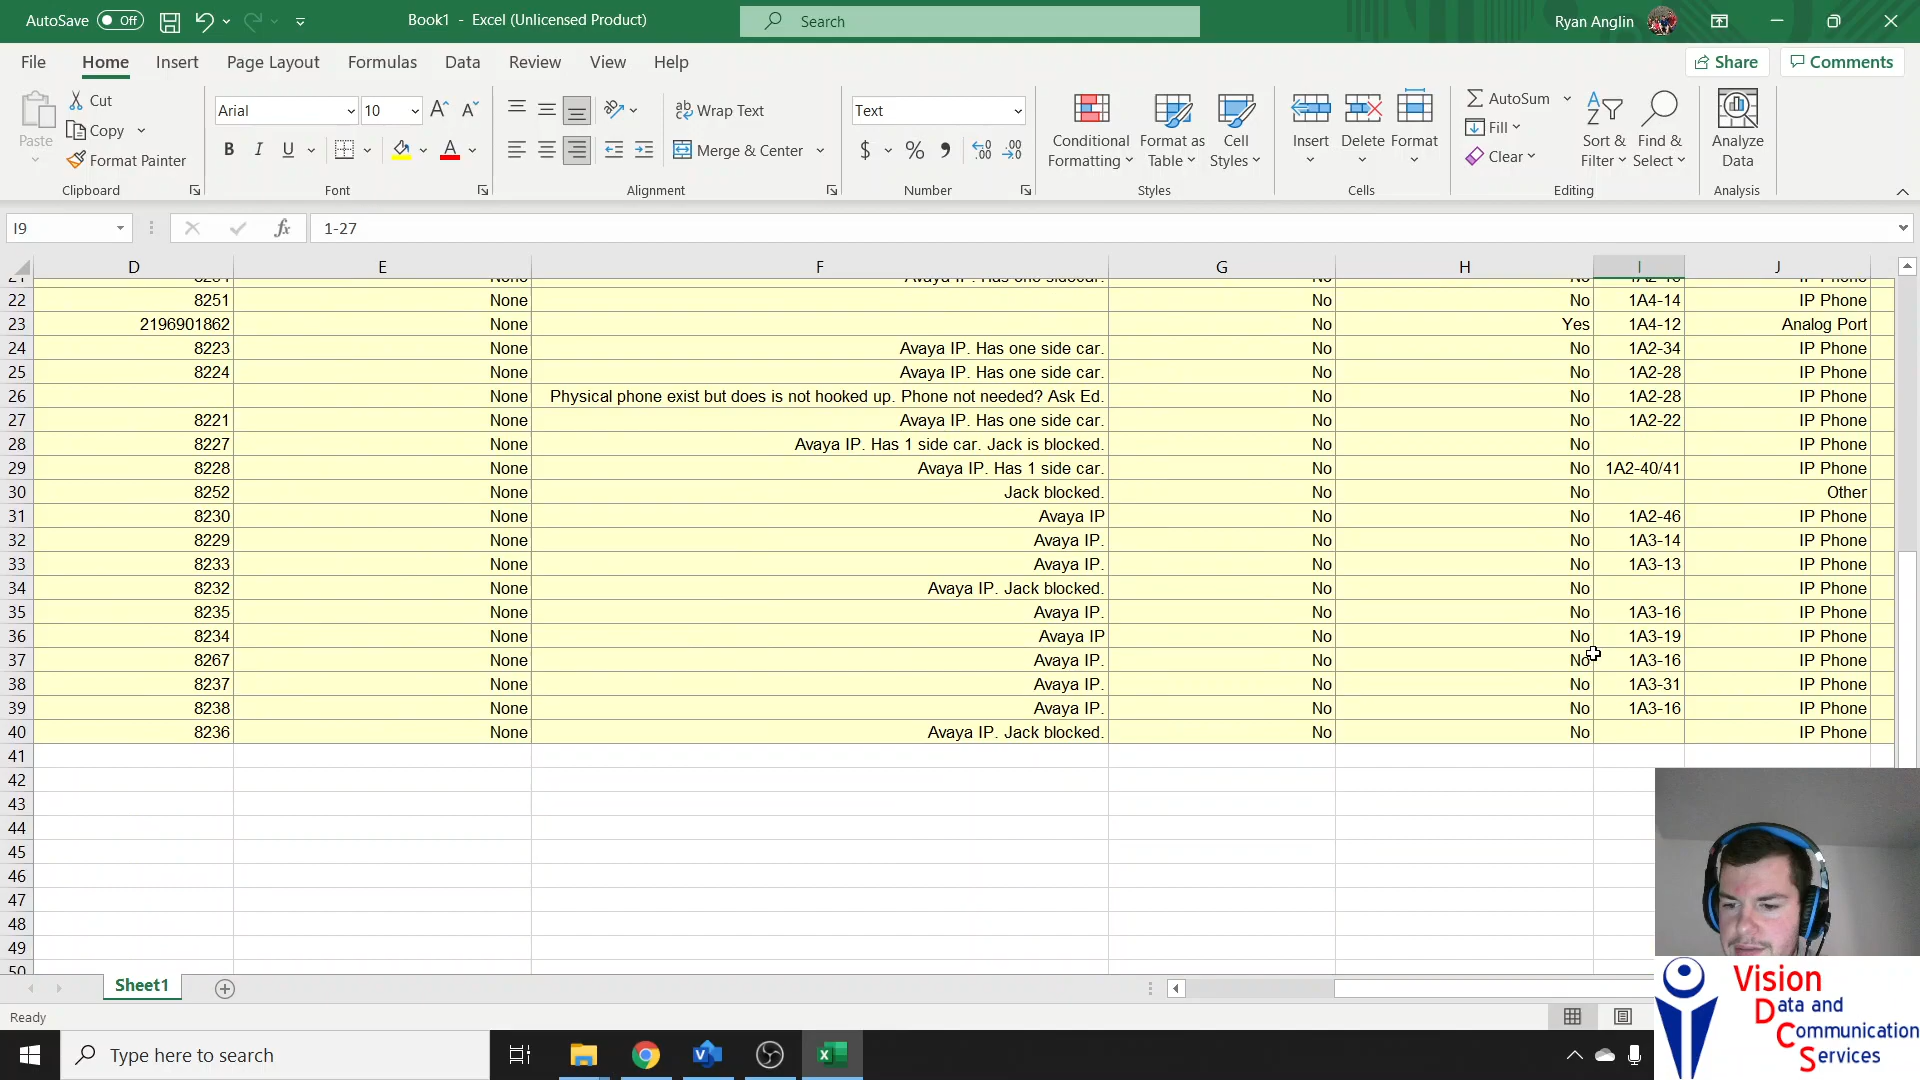 AutoSave Off Book1 - Excel (Unlicensed Product) Search Ryan Anglin
File Home Insert Page Layout Formulas Data Review View Help Share Comments
Paste Cut Copy Format Painter Clipboard
Arial 10 B I U Font
Wrap Text Merge & Center Alignment
Text $ % , Number
Conditional Formatting Format as Table Cell Styles Styles
Insert Delete Format Cells
AutoSum Fill Clear Sort & Filter Find & Select Editing
Analyze Data Analysis
I9 fx 1-27
D E F G H I J
22 8251 None No No 1A4-14 IP Phone
23 2196901862 None No Yes 1A4-12 Analog Port
24 8223 None Avaya IP. Has one side car. No No 1A2-34 IP Phone
25 8224 None Avaya IP. Has one side car. No No 1A2-28 IP Phone
26 None Physical phone exist but does is not hooked up. Phone not needed? Ask Ed. No No 1A2-28 IP Phone
27 8221 None Avaya IP. Has one side car. No No 1A2-22 IP Phone
28 8227 None Avaya IP. Has 1 side car. Jack is blocked. No No IP Phone
29 8228 None Avaya IP. Has 1 side car. No No 1A2-40/41 IP Phone
30 8252 None Jack blocked. No No Other
31 8230 None Avaya IP No No 1A2-46 IP Phone
32 8229 None Avaya IP. No No 1A3-14 IP Phone
33 8233 None Avaya IP. No No 1A3-13 IP Phone
34 8232 None Avaya IP. Jack blocked. No No IP Phone
35 8235 None Avaya IP. No No 1A3-16 IP Phone
36 8234 None Avaya IP No No 1A3-19 IP Phone
37 8267 None Avaya IP. No No 1A3-16 IP Phone
38 8237 None Avaya IP. No No 1A3-31 IP Phone
39 8238 None Avaya IP. No No 1A3-16 IP Phone
40 8236 None Avaya IP. Jack blocked. No No IP Phone
41
42
43
44
45
46
47
48
49
50
Sheet1
Ready
Type here to search
Vision
Data and
Communication
Services